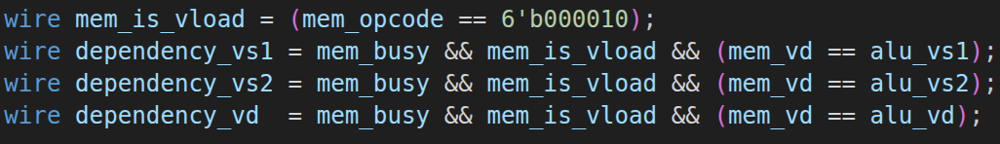 wire mem_is_vload = (mem_opcode == 6'b000010);
wire dependency_vs1 = mem_busy && mem_is_vload && (mem_vd == alu_vs1);
wire dependency_vs2 = mem_busy && mem_is_vload && (mem_vd == alu_vs2);
wire dependency_vd  = mem_busy && mem_is_vload && (mem_vd == alu_vd);